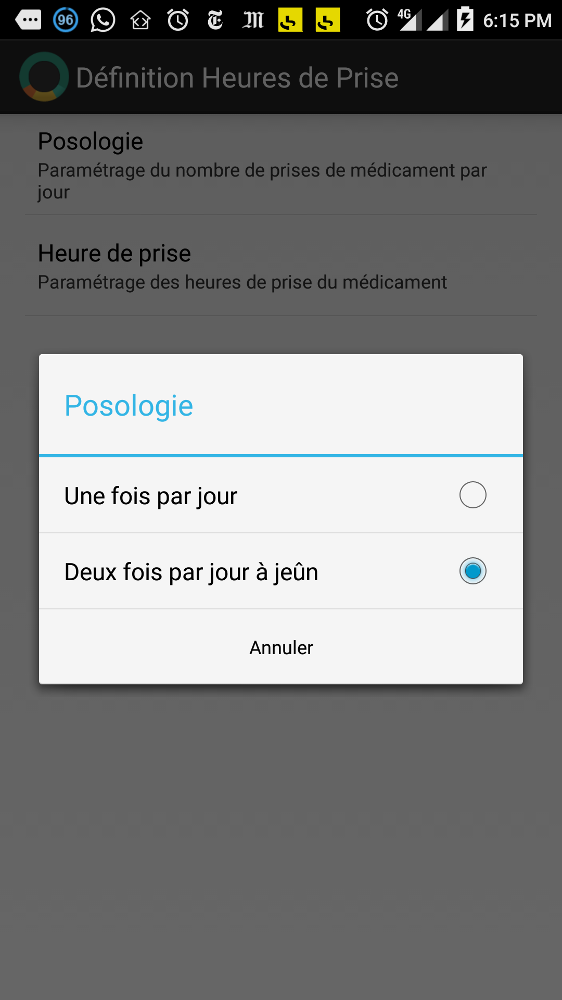 96
4G
6:15 PM
Définition Heures de Prise
Posologie
Paramétrage du nombre de prises de médicament par
jour
Heure de prise
Paramétrage des heures de prise du médicament
Posologie
Une fois par jour
Deux fois par jour à jeûn
Annuler